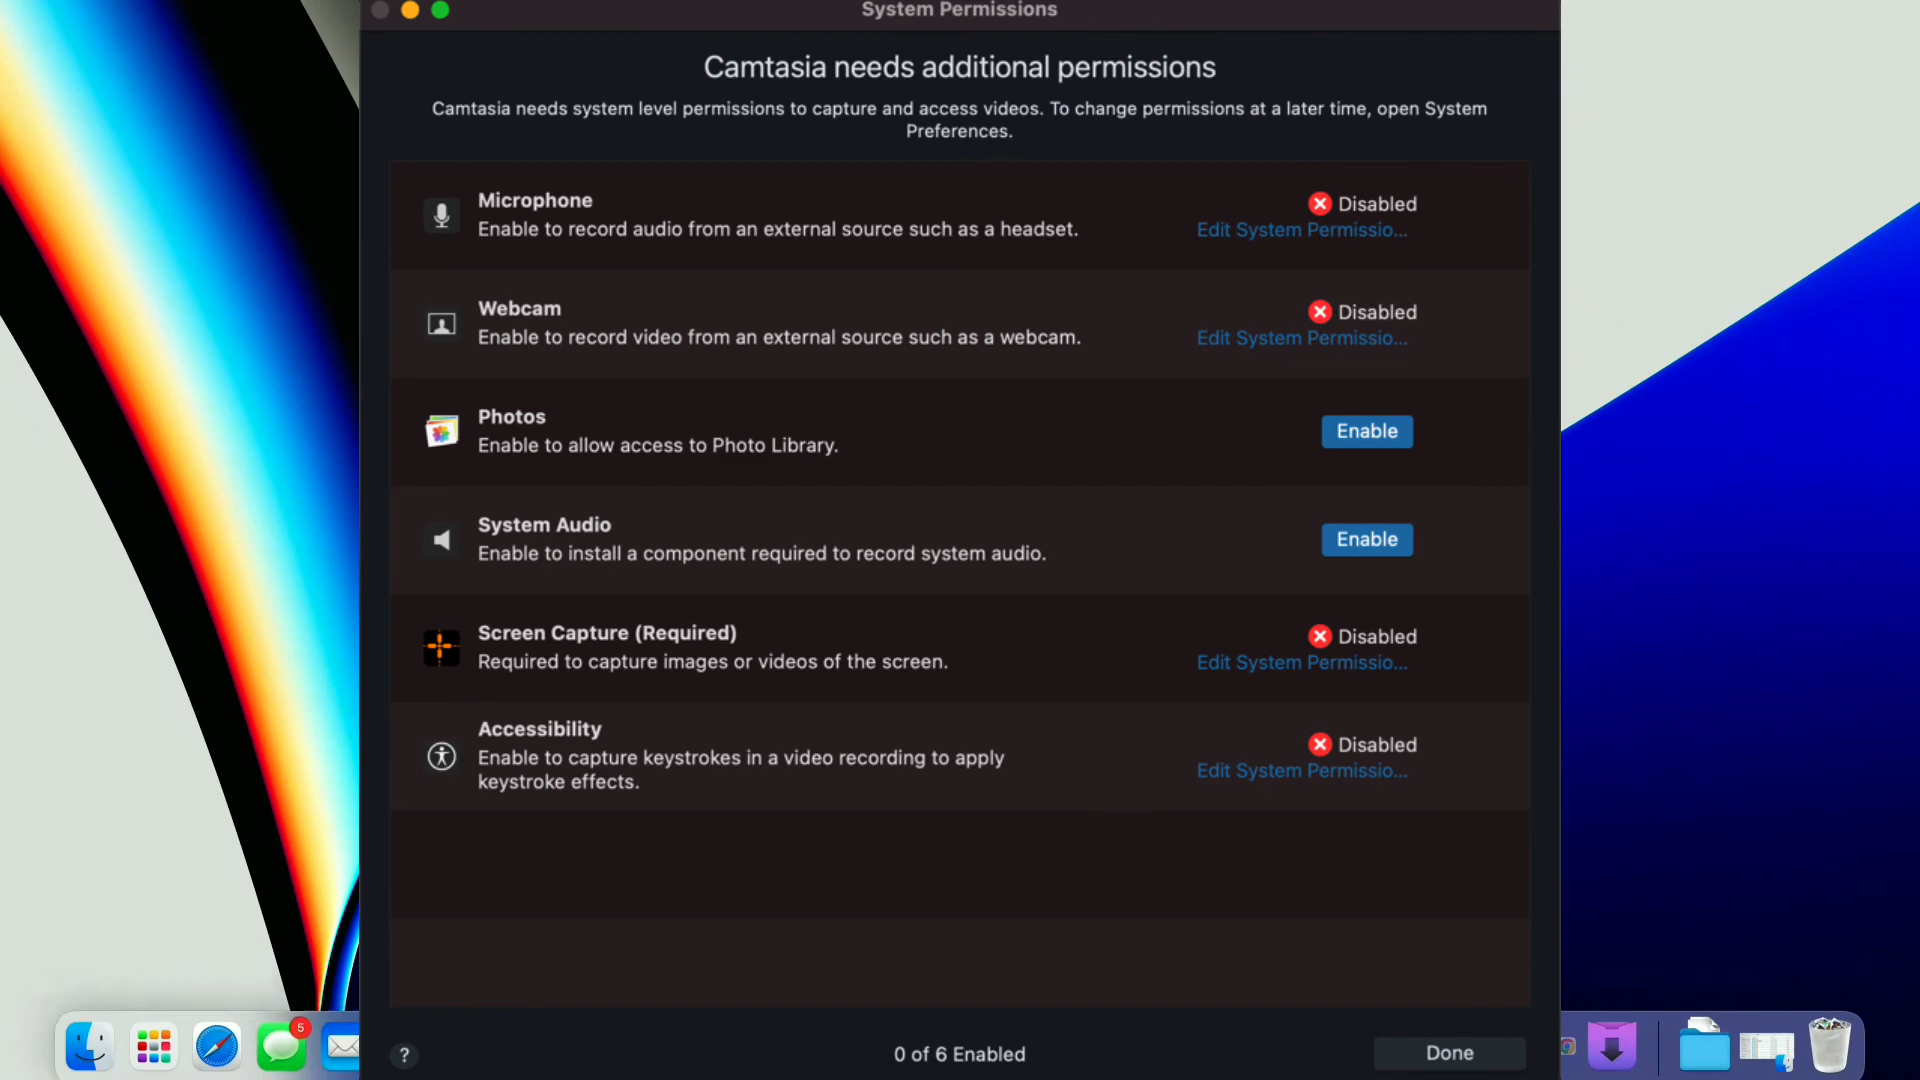 System Permissions
Camtasia needs additional permissions
Camtasia needs system level permissions to capture and access videos. To change permissions at a later time, open System
Preferences.
Microphone
Enable to record audio from an external source such as a headset.
Disabled
Edit System Permissio...
Webcam
Enable to record video from an external source such as a webcam.
Disabled
Edit System Permissio...
Photos
Enable to allow access to Photo Library.
Enable
System Audio
Enable to install a component required to record system audio.
Enable
Screen Capture (Required)
Required to capture images or videos of the screen.
Disabled
Edit System Permissio...
Accessibility
Enable to capture keystrokes in a video recording to apply
keystroke effects.
Disabled
Edit System Permissio...
5
?
0 of 6 Enabled
Done